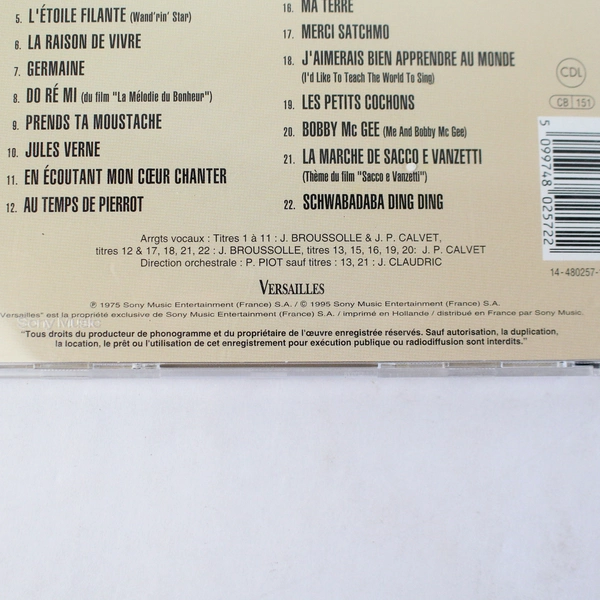 5. L'ÉTOILE FILANTE (Wand'rin' Star)
6. LA RAISON DE VIVRE
7. GERMAINE
8. DO RÉ MI (du film "La Mélodie du Bonheur")
9. PRENDS TA MOUSTACHE
10. JULES VERNE
11. EN ÉCOUTANT MON CŒUR CHANTER
12. AU TEMPS DE PIERROT
16. MA TERRE
17. MERCI SATCHMO
18. J'AIMERAIS BIEN APPRENDRE AU MONDE
(I'd Like To Teach The World To Sing)
19. LES PETITS COCHONS
20. BOBBY Mc GEE (Me And Bobby Mc Gee)
21. LA MARCHE DE SACCO E VANZETTI
(Thème du film "Sacco e Vanzetti")
22. SCHWABADABA DING DING
CDL
CB 151
5 099748 025722
14-480257-
Arrgts vocaux : Titres 1 à 11 : J. BROUSSOLLE & J. P. CALVET,
titres 12 & 17, 18, 21, 22 : J. BROUSSOLLE, titres 13, 15, 16, 19, 20: J. P. CALVET
Direction orchestrale : P. PIOT sauf titres : 13, 21 : J. CLAUDRIC
VERSAILLES
℗ 1975 Sony Music Entertainment (France) S.A. / © 1995 Sony Music Entertainment (France) S.A.
Versailles" est la propriété exclusive de Sony Music Entertainment (France) S.A. / imprimé en Hollande / distribué en France par Sony Music.
Sony Music
"Tous droits du producteur de phonogramme et du propriétaire de l'œuvre enregistrée réservés. Sauf autorisation, la duplication,
la location, le prêt ou l'utilisation de cet enregistrement pour exécution publique ou radiodiffusion sont interdits."